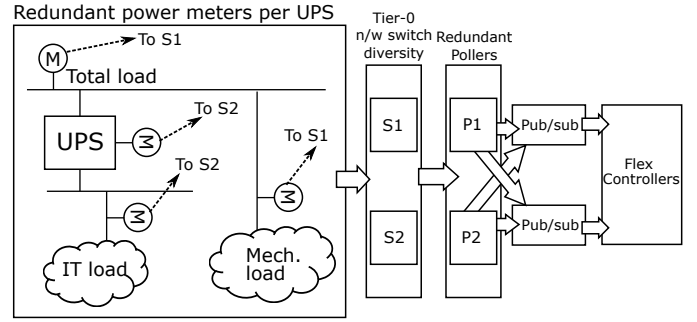 Redundant power meters per UPS
M
To S1
Total load
UPS
M
To S2
To S2
M
To S1
M
IT load
Mech.
load
Tier-0
n/w switch
diversity
S1
S2
Redundant
Pollers
P1
P2
Pub/sub
Pub/sub
Flex
Controllers